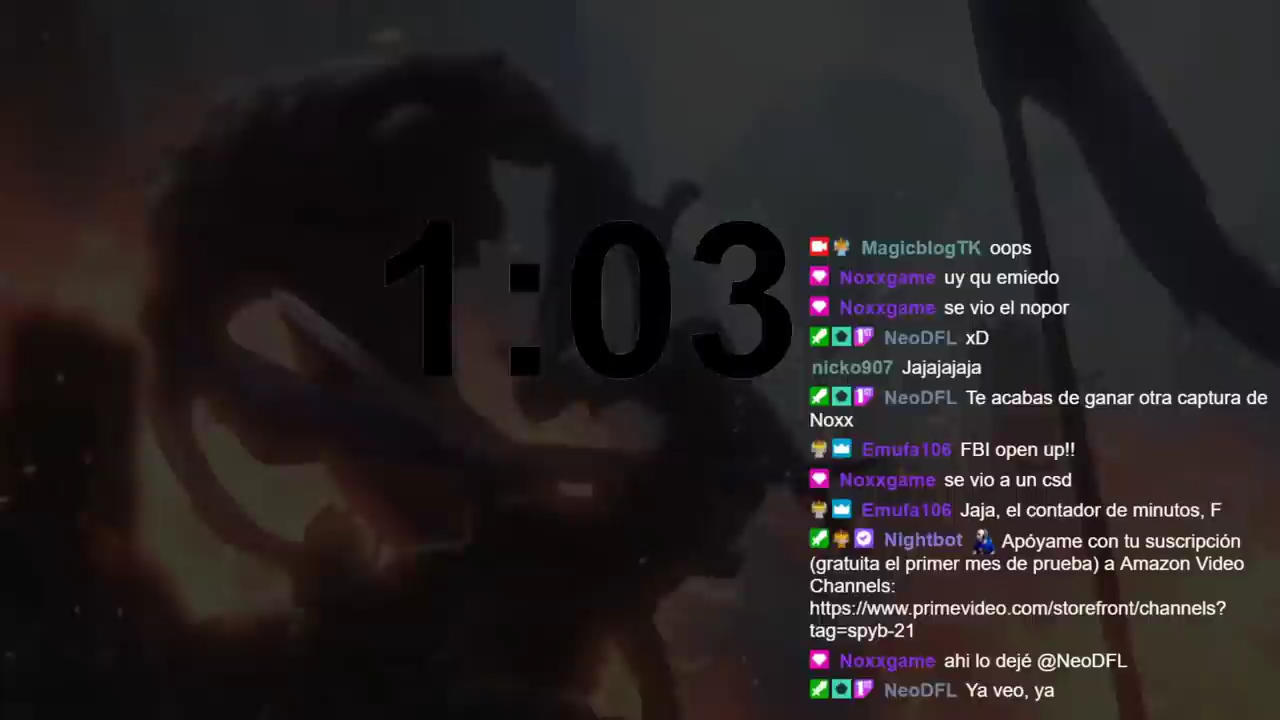 1:03
MagicblogTK oops
Noxxgame uy qu emiedo
Noxxgame se vio el nopor
1ST NeoDFL xD
nicko907 Jajajajaja
1ST NeoDFL Te acabas de ganar otra captura de
Noxx
Emufa106 FBI open up!!
Noxxgame se vio a un csd
Emufa106 Jaja, el contador de minutos, F
Nightbot Apóyame con tu suscripción
(gratuita el primer mes de prueba) a Amazon Video
Channels:
https://www.primevideo.com/storefront/channels?
tag=spyb-21
Noxxgame ahi lo dejé @NeoDFL
1ST NeoDFL Ya veo, ya